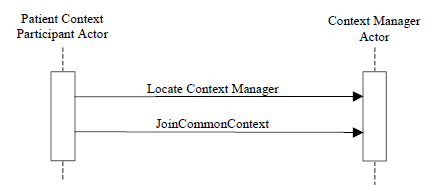 Patient Context
Participant Actor
Context Manager
Actor
Locate Context Manager
JoinCommonContext